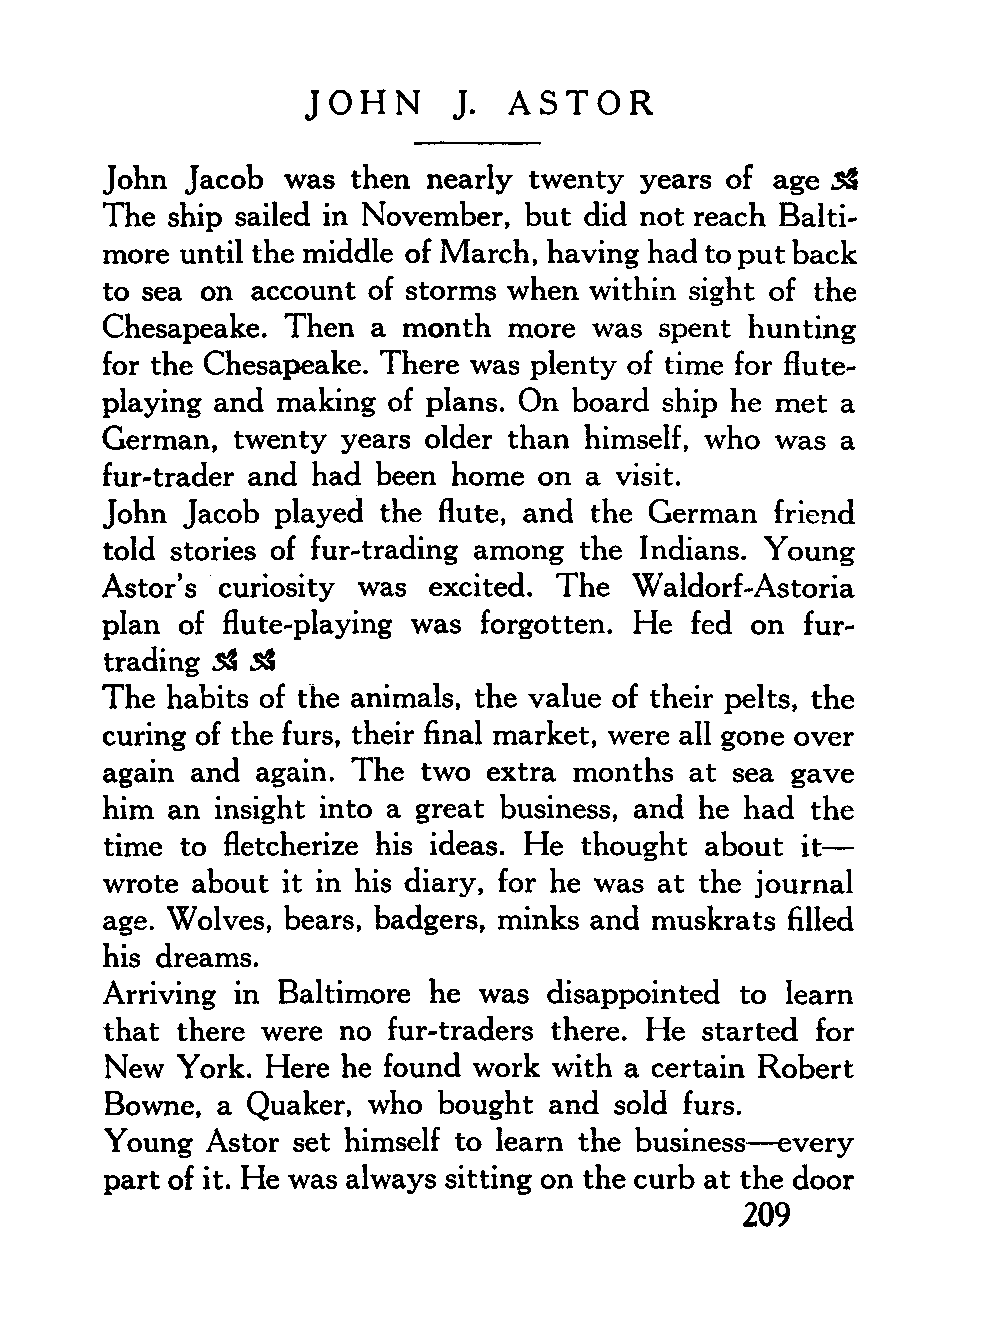 JOHN J. ASTOR
John Jacob was then nearly twenty years of age
The ship sailed in November, but did not reach Balti-
more until the middle of March, having had to put back
to sea on account of storms when within sight of the
Chesapeake. Then a month more was spent hunting
for the Chesapeake. There was plenty of time for flute-
playing and making of plans. On board ship he met a
German, twenty years older than himself, who was a
fur-trader and had been home on a visit.
John Jacob played the flute, and the German friend
told stories of fur-trading among the Indians. Young
Astor's curiosity was excited. The Waldorf-Astoria
plan of flute-playing was forgotten. He fed on fur-
trading
The habits of the animals, the value of their pelts, the
curing of the furs, their final market, were all gone over
again and again. The two extra months at sea gave
him an insight into a great business, and he had the
time to fletcherize his ideas. He thought about it—
wrote about it in his diary, for he was at the journal
age. Wolves, bears, badgers, minks and muskrats filled
his dreams.
Arriving in Baltimore he was disappointed to learn
that there were no fur-traders there. He started for
New York. Here he found work with a certain Robert
Bowne, a Quaker, who bought and sold furs.
Young Astor set himself to learn the business—every
part of it. He was always sitting on the curb at the door
209